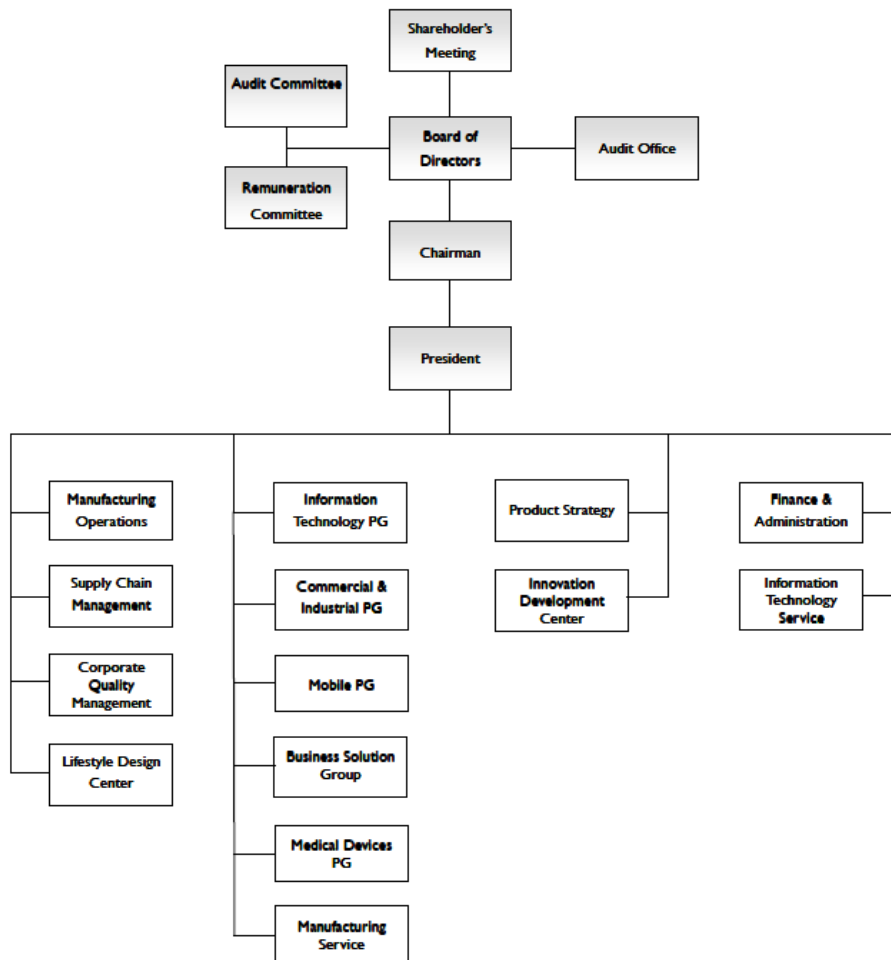 Shareholder's
Meeting
Audit Committee
Board of
Directors
Audit Office
Remuneration
Committee
Chairman
President
Manufacturing
Operations
Supply Chain
Management
Corporate
Quality
Management
Lifestyle Design
Center
Information
Technology PG
Commercial &
Industrial PG
Mobile PG
Business Solution
Group
Medical Devices
PG
Manufacturing
Service
Product Strategy
Innovation
Development
Center
Finance &
Administration
Information
Technology
Service